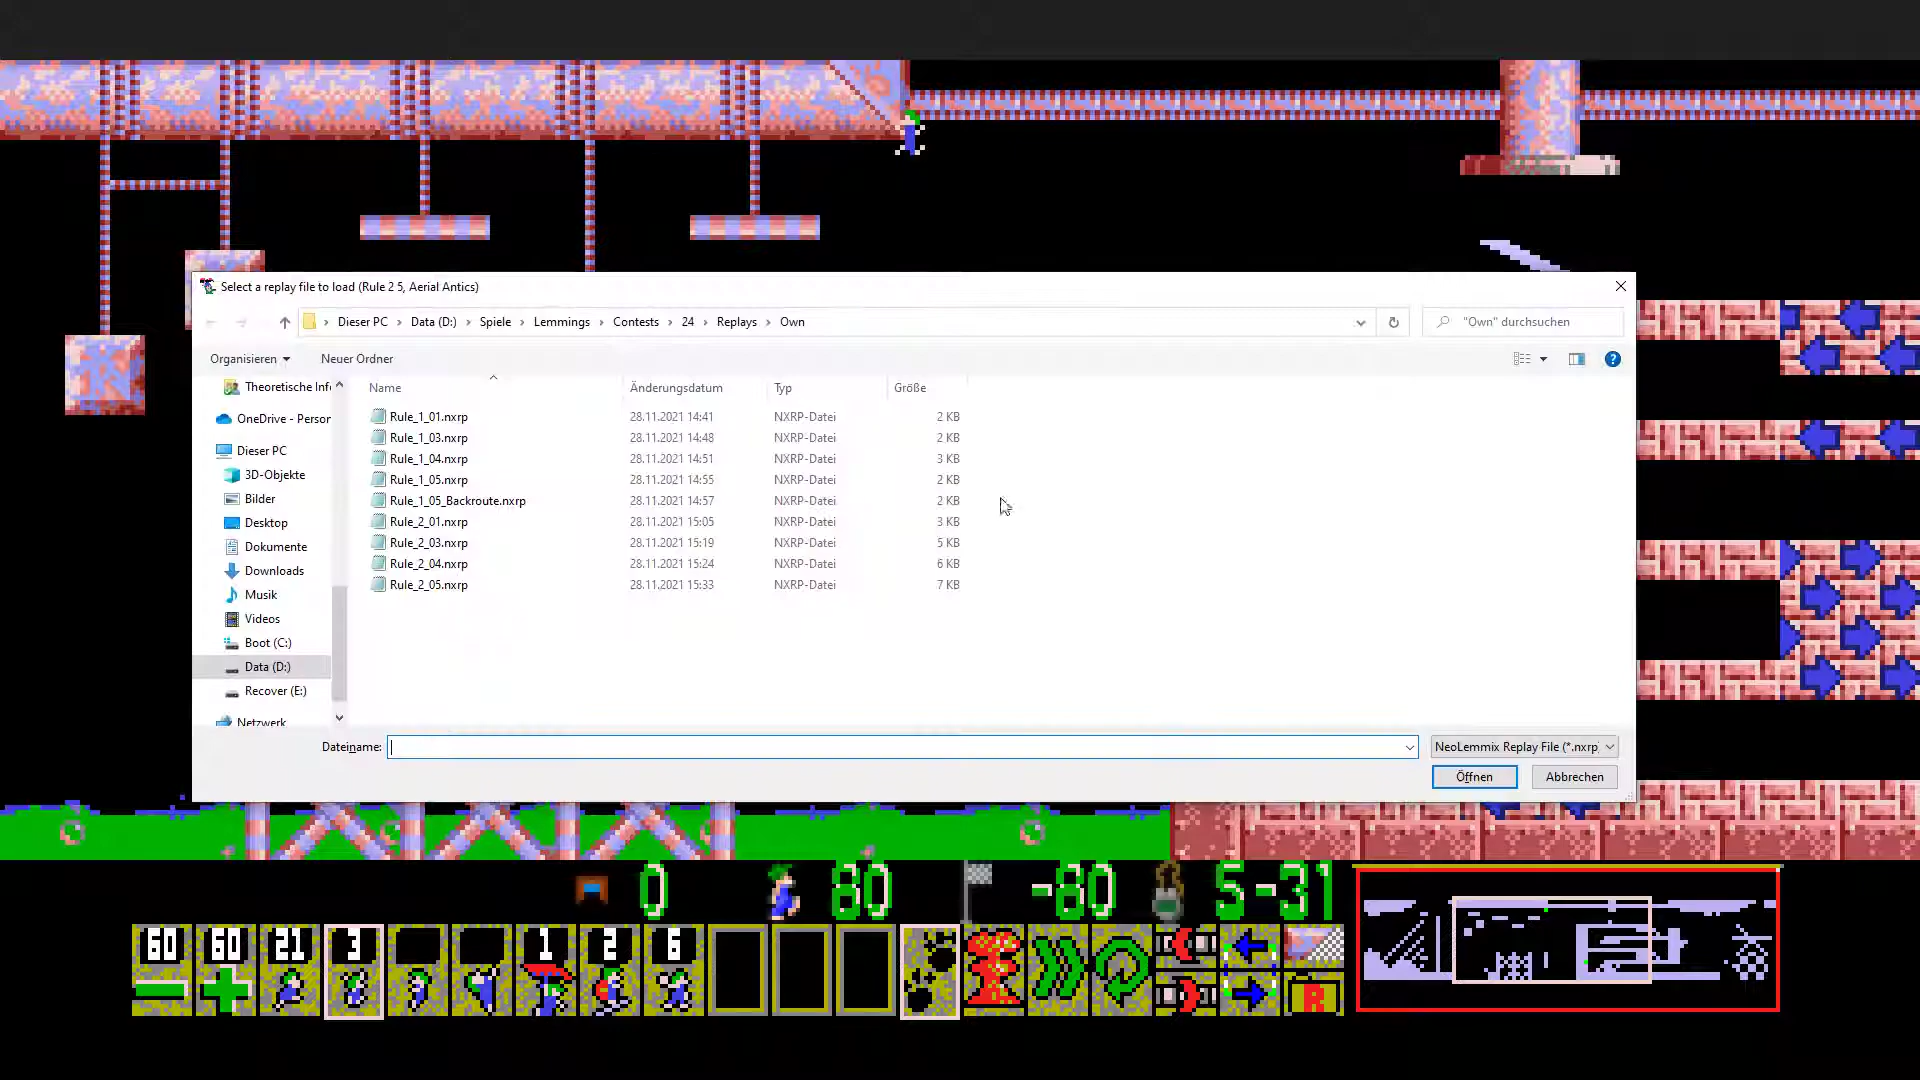 Select a replay file to load (Rule 2 5, Aerial Antics)
Dieser PC > Data (D:) > Spiele > Lemmings > Contests > 24 > Replays > Own
"Own" durchsuchen
Organisieren
Neuer Ordner
Theoretische Inf
OneDrive - Person
Dieser PC
3D-Objekte
Bilder
Desktop
Dokumente
Downloads
Musik
Videos
Boot (C:)
Data (D:)
Recover (E:)
Netzwerk
Name Änderungsdatum Typ Größe
Rule_1_01.nxrp 28.11.2021 14:41 NXRP-Datei 2 KB
Rule_1_03.nxrp 28.11.2021 14:48 NXRP-Datei 2 KB
Rule_1_04.nxrp 28.11.2021 14:51 NXRP-Datei 3 KB
Rule_1_05.nxrp 28.11.2021 14:55 NXRP-Datei 2 KB
Rule_1_05_Backroute.nxrp 28.11.2021 14:57 NXRP-Datei 2 KB
Rule_2_01.nxrp 28.11.2021 15:05 NXRP-Datei 3 KB
Rule_2_03.nxrp 28.11.2021 15:19 NXRP-Datei 5 KB
Rule_2_04.nxrp 28.11.2021 15:24 NXRP-Datei 6 KB
Rule_2_05.nxrp 28.11.2021 15:33 NXRP-Datei 7 KB
Dateiname:
NeoLemmix Replay File (*.nxrp)
Öffnen
Abbrechen
0 60 -60 5-31
60 60 21 3 1 2 6
R